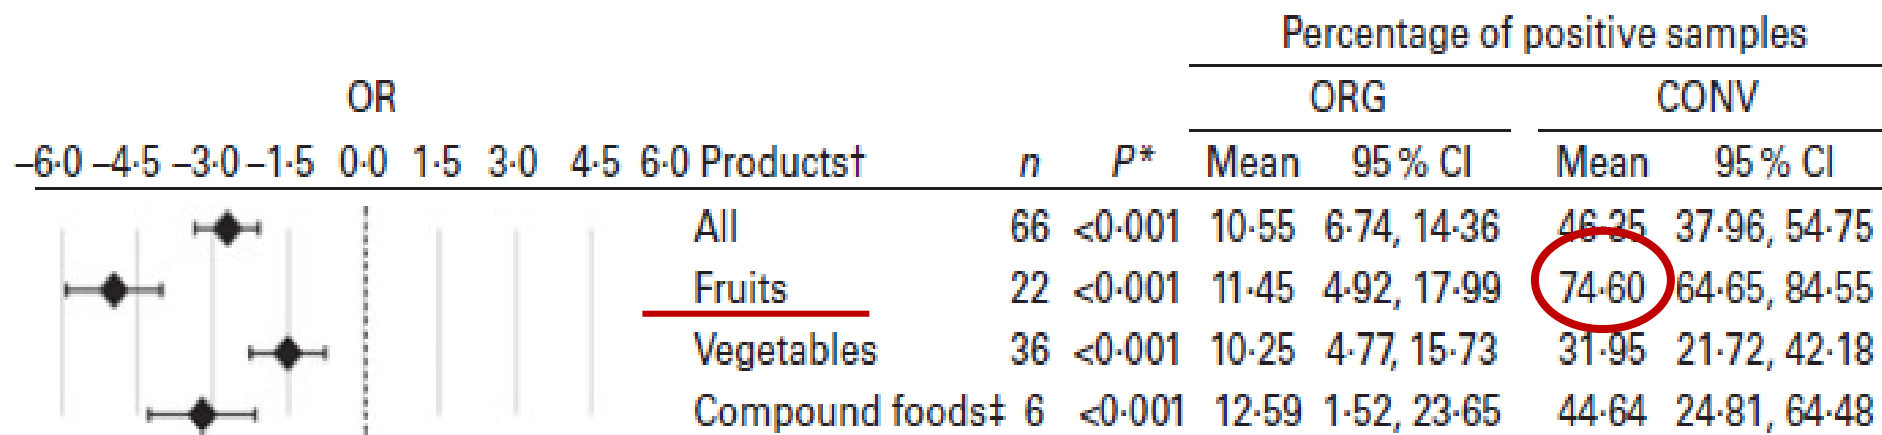 Percentage of positive samples
OR ORG CONV
–6·0 –4·5 –3·0 –1·5 0·0 1·5 3·0 4·5 6·0 Products† n P* Mean 95 % CI Mean 95 % CI
All 66 <0·001 10·55 6·74, 14·36 46·35 37·96, 54·75
Fruits 22 <0·001 11·45 4·92, 17·99 74·60 64·65, 84·55
Vegetables 36 <0·001 10·25 4·77, 15·73 31·95 21·72, 42·18
Compound foods‡ 6 <0·001 12·59 1·52, 23·65 44·64 24·81, 64·48